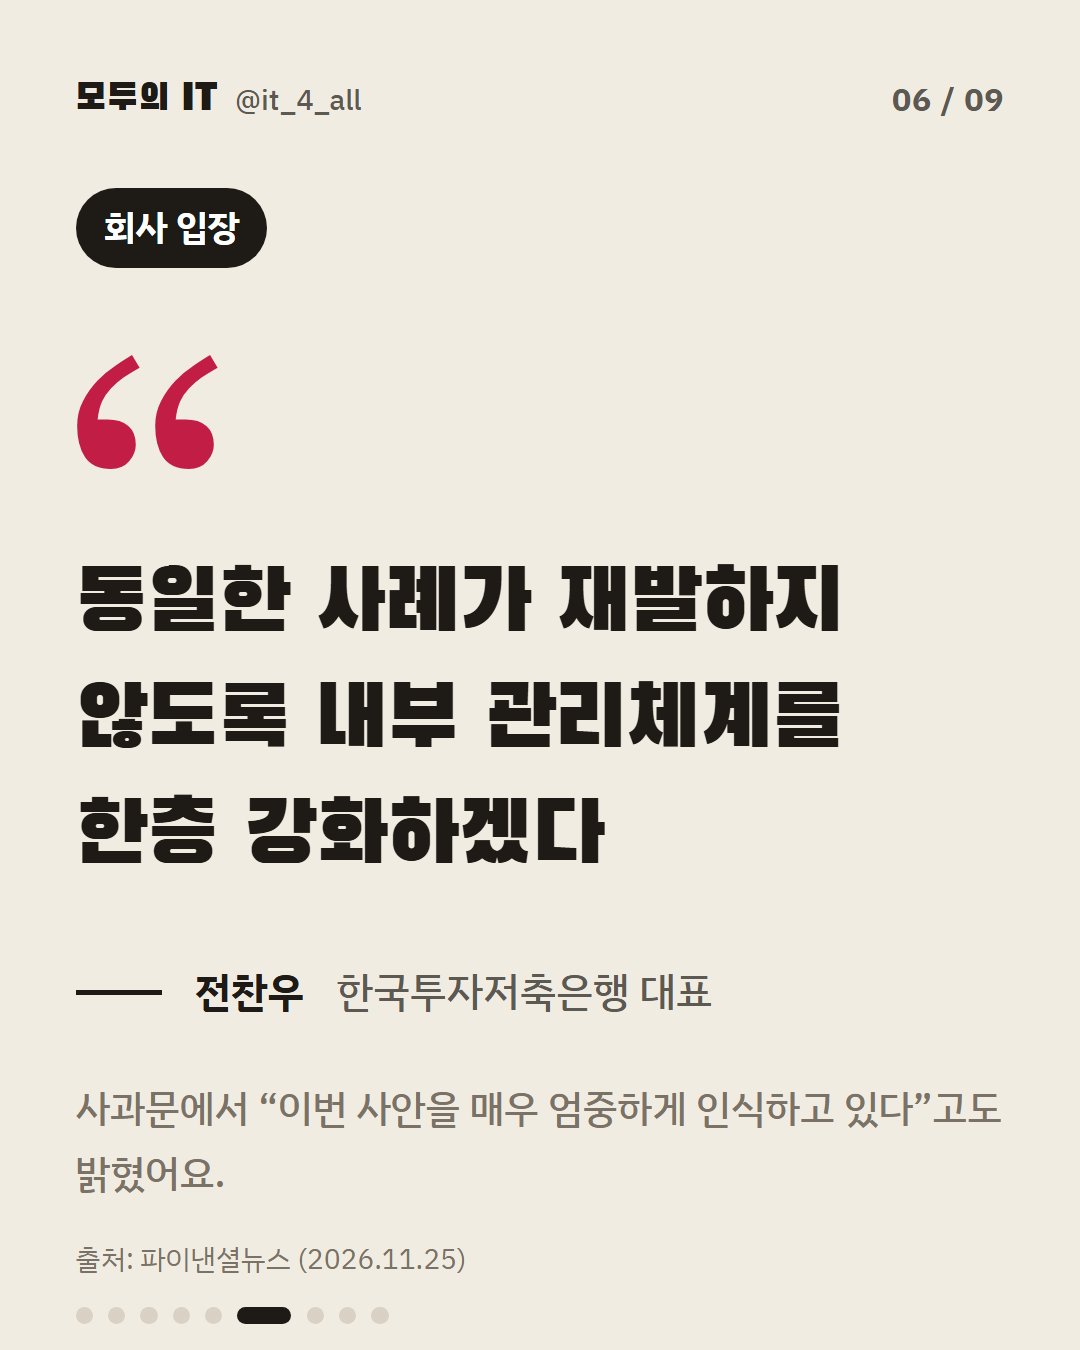 모두의 IT @it_4_all 06 / 09
회사 입장
“
동일한 사례가 재발하지
않도록 내부 관리체계를
한층 강화하겠다
전찬우 한국투자저축은행 대표
사과문에서 “이번 사안을 매우 엄중하게 인식하고 있다”고도
밝혔어요.
출처: 파이낸셜뉴스 (2026.11.25)